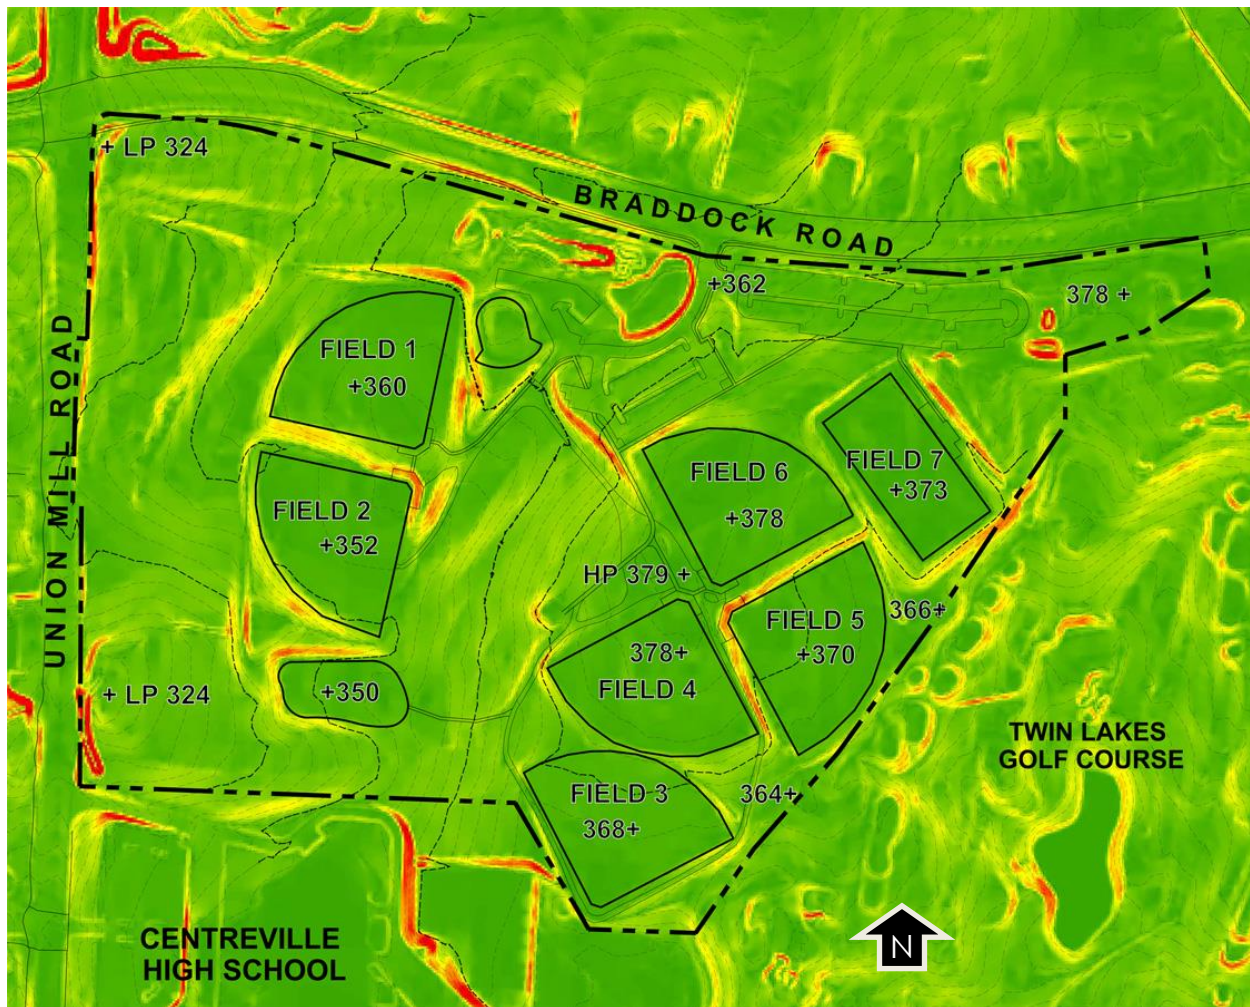 + LP 324
BRADDOCK ROAD
+362
378 +
UNION MILL ROAD
FIELD 1
+360
FIELD 6
+378
FIELD 7
+373
FIELD 2
+352
HP 379 +
366+
FIELD 5
+370
378+
FIELD 4
+ LP 324
+350
TWIN LAKES
GOLF COURSE
FIELD 3
368+
364+
CENTREVILLE
HIGH SCHOOL
N